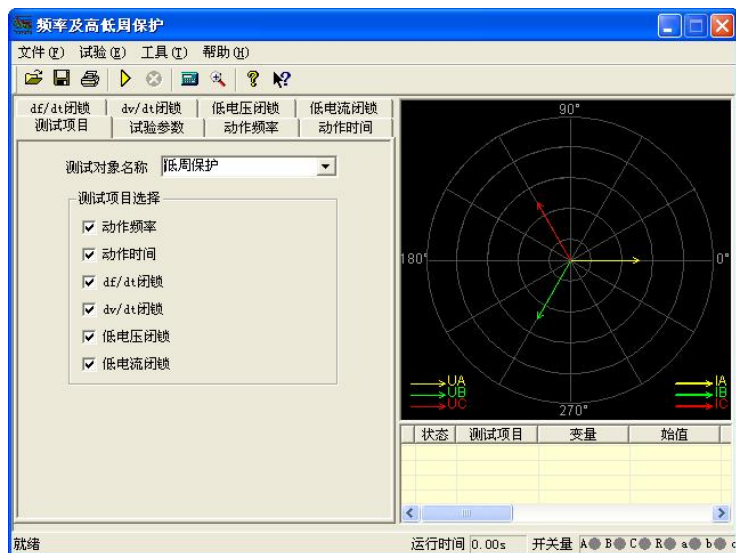 频率及高低周保护
文件(F) 试验(E) 工具(T) 帮助(H)
df/dt闭锁 dv/dt闭锁 低电压闭锁 低电流闭锁
测试项目 试验参数 动作频率 动作时间
测试对象名称 低周保护
测试项目选择
动作频率
动作时间
df/dt闭锁
dv/dt闭锁
低电压闭锁
低电流闭锁
90°
180°
0°
270°
UA
UB
UC
IA
IB
IC
状态 测试项目 变量 始值
就绪
运行时间 0.00s 开关量 A B C R a b c